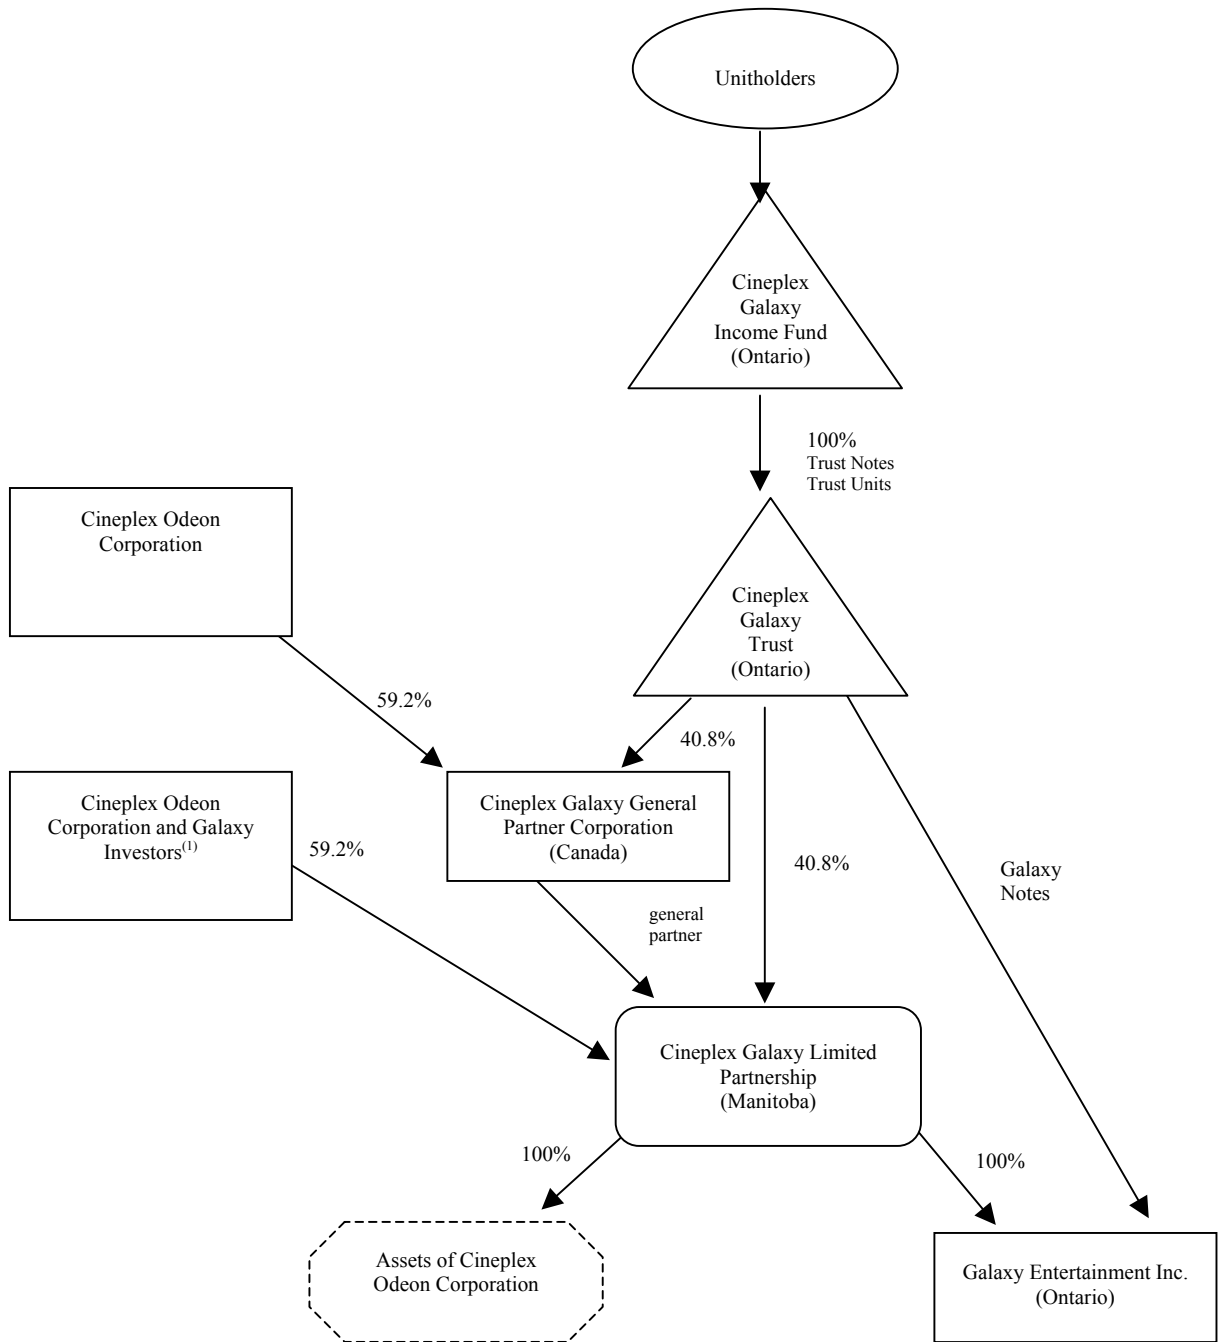 Unitholders
Cineplex
Galaxy
Income Fund
(Ontario)
100%
Trust Notes
Trust Units
Cineplex Odeon
Corporation
Cineplex
Galaxy
Trust
(Ontario)
59.2%
40.8%
Cineplex Odeon
Corporation and Galaxy
Investors(1)
59.2%
Cineplex Galaxy General
Partner Corporation
(Canada)
40.8%
Galaxy
Notes
general
partner
Cineplex Galaxy Limited
Partnership
(Manitoba)
100%
100%
Assets of Cineplex
Odeon Corporation
Galaxy Entertainment Inc.
(Ontario)